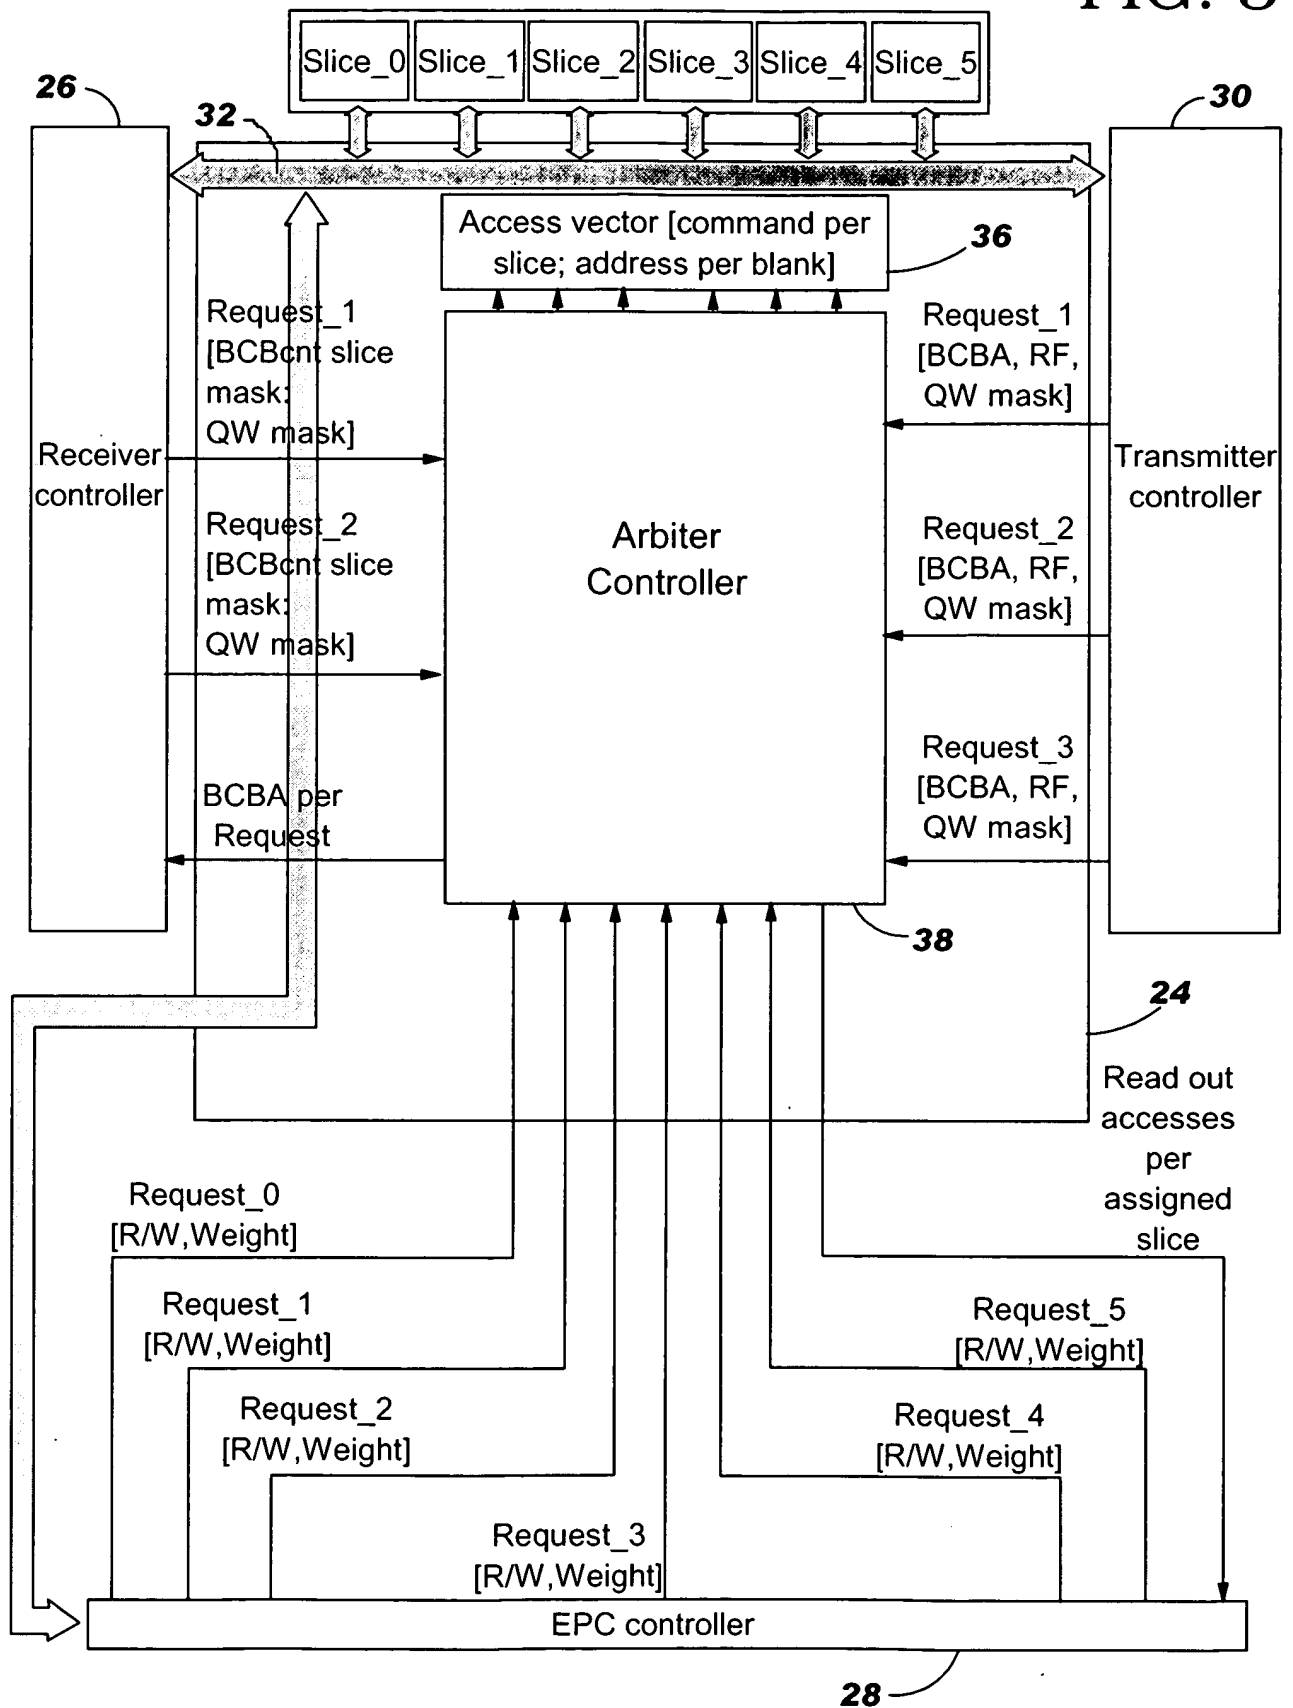 Slice_0 Slice_1 Slice_2 Slice_3 Slice_4 Slice_5
26
32
30
Access vector [command per
slice; address per blank]
36
Request_1
[BCBcnt slice
mask:
QW mask]
Request_1
[BCBA, RF,
QW mask]
Receiver
controller
Transmitter
controller
Request_2
[BCBcnt slice
mask:
QW mask]
Arbiter
Controller
Request_2
[BCBA, RF,
QW mask]
BCBA per
Request
Request_3
[BCBA, RF,
QW mask]
38
24
Read out
accesses
per
assigned
slice
Request_0
[R/W,Weight]
Request_1
[R/W,Weight]
Request_5
[R/W,Weight]
Request_2
[R/W,Weight]
Request_4
[R/W,Weight]
Request_3
[R/W,Weight]
EPC controller
28